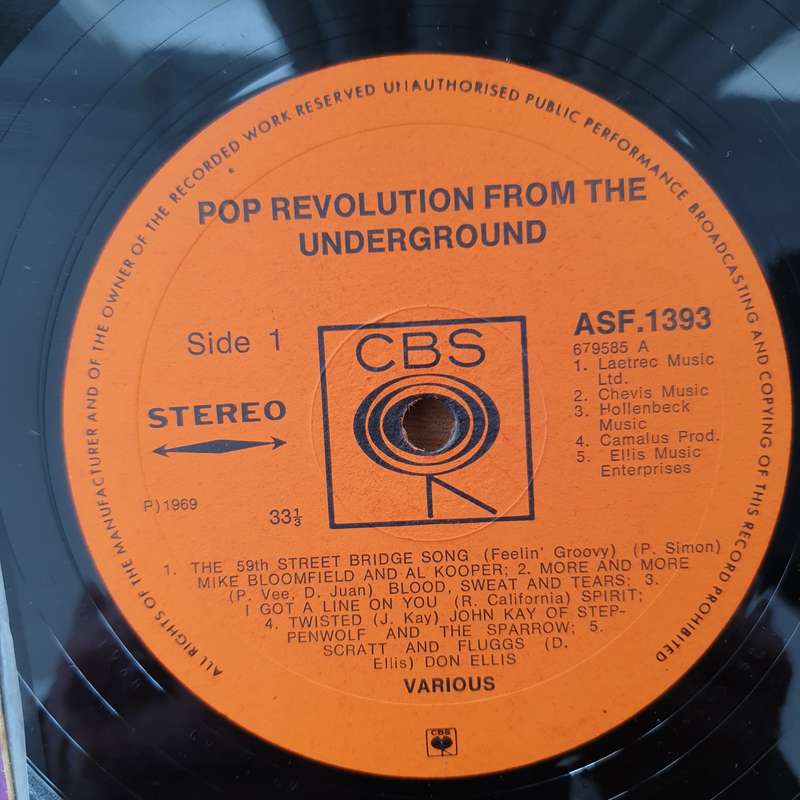 ALL RIGHTS OF THE MANUFACTURER AND OF THE OWNER OF THE RECORDED WORK RESERVED UNAUTHORISED PUBLIC PERFORMANCE BROADCASTING AND COPYING OF THIS RECORD PROHIBITED
POP REVOLUTION FROM THE
UNDERGROUND
Side 1
STEREO
P)1969
33⅓
CBS
ASF.1393
679585 A
1. Laetrec Music
Ltd.
2. Chevis Music
3. Hollenbeck
Music
4. Camalus Prod.
5. Ellis Music
Enterprises
1. THE 59th STREET BRIDGE SONG (Feelin' Groovy) (P. Simon)
MIKE BLOOMFIELD AND AL KOOPER; 2. MORE AND MORE
(P. Vee, D. Juan) BLOOD, SWEAT AND TEARS; 3.
I GOT A LINE ON YOU (R. California) SPIRIT;
4. TWISTED (J. Kay) JOHN KAY OF STEP-
PENWOLF AND THE SPARROW; 5.
SCRATT AND FLUGGS (D.
Ellis) DON ELLIS
VARIOUS
CBS